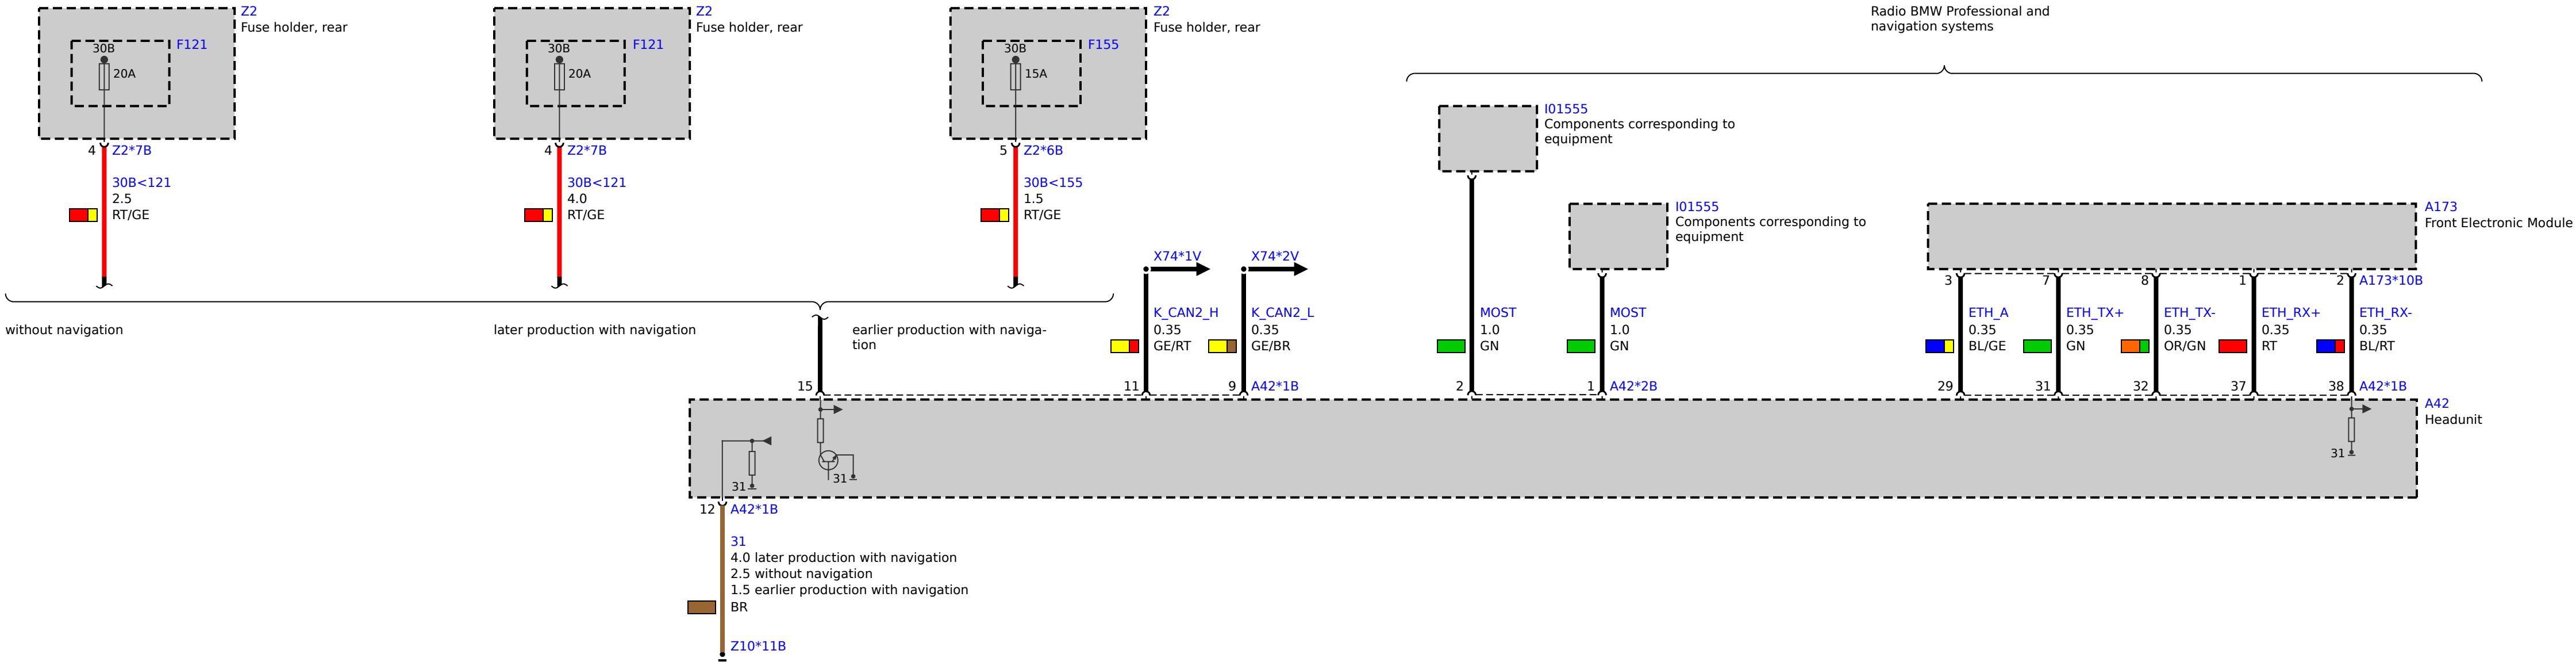 Z2
Fuse holder, rear
30B
F121
20A
4
Z2*7B
30B<121
2.5
RT/GE
without navigation
Z2
Fuse holder, rear
30B
F121
20A
4
Z2*7B
30B<121
4.0
RT/GE
later production with navigation
Z2
Fuse holder, rear
30B
F155
15A
5
Z2*6B
30B<155
1.5
RT/GE
earlier production with naviga-
tion
15
X74*1V
K_CAN2_H
0.35
GE/RT
11
X74*2V
K_CAN2_L
0.35
GE/BR
9
A42*1B
Radio BMW Professional and
navigation systems
I01555
Components corresponding to
equipment
MOST
1.0
GN
2
I01555
Components corresponding to
equipment
MOST
1.0
GN
1
A42*2B
A173
Front Electronic Module
3
7
8
1
2
A173*10B
ETH_A
0.35
BL/GE
29
ETH_TX+
0.35
GN
31
ETH_TX-
0.35
OR/GN
32
ETH_RX+
0.35
RT
37
ETH_RX-
0.35
BL/RT
38
A42*1B
A42
Headunit
31
31
31
12
A42*1B
31
4.0 later production with navigation
2.5 without navigation
1.5 earlier production with navigation
BR
Z10*11B